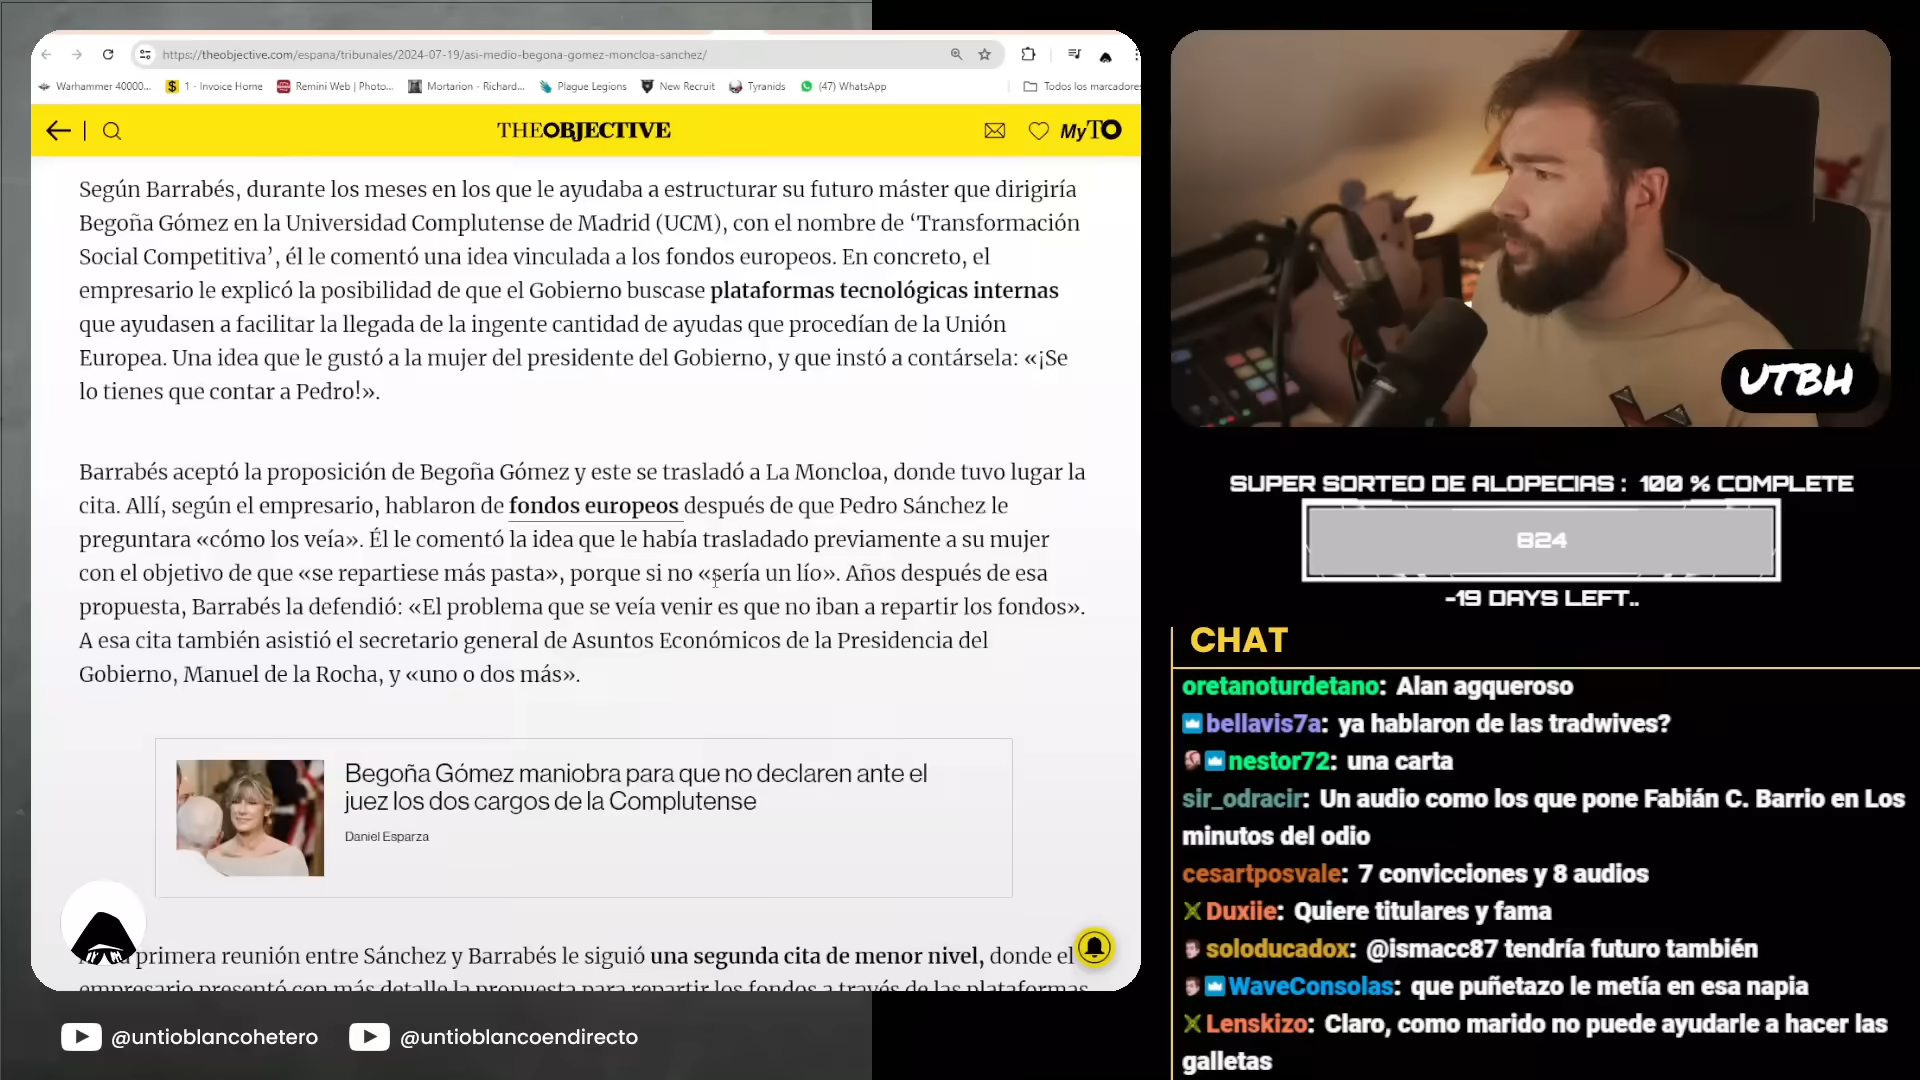 https://theobjective.com/espana/tribunales/2024-07-19/asi-medio-begona-gomez-moncloa-sanchez/
Warhammer 40000...
$ 1 - Invoice Home
Remini Web | Photo...
Mortarion - Richard...
Plague Legions
New Recruit
Tyranids
(47) WhatsApp
Todos los marcadores
THEOBJECTIVE
MyTO
Según Barrabés, durante los meses en los que le ayudaba a estructurar su futuro máster que dirigiría
Begoña Gómez en la Universidad Complutense de Madrid (UCM), con el nombre de ‘Transformación
Social Competitiva’, él le comentó una idea vinculada a los fondos europeos. En concreto, el
empresario le explicó la posibilidad de que el Gobierno buscase plataformas tecnológicas internas
que ayudasen a facilitar la llegada de la ingente cantidad de ayudas que procedían de la Unión
Europea. Una idea que le gustó a la mujer del presidente del Gobierno, y que instó a contársela: «¡Se
lo tienes que contar a Pedro!».
Barrabés aceptó la proposición de Begoña Gómez y este se trasladó a La Moncloa, donde tuvo lugar la
cita. Allí, según el empresario, hablaron de fondos europeos después de que Pedro Sánchez le
preguntara «cómo los veía». Él le comentó la idea que le había trasladado previamente a su mujer
con el objetivo de que «se repartiese más pasta», porque si no «sería un lío». Años después de esa
propuesta, Barrabés la defendió: «El problema que se veía venir es que no iban a repartir los fondos».
A esa cita también asistió el secretario general de Asuntos Económicos de la Presidencia del
Gobierno, Manuel de la Rocha, y «uno o dos más».
Begoña Gómez maniobra para que no declaren ante el
juez los dos cargos de la Complutense
Daniel Esparza
primera reunión entre Sánchez y Barrabés le siguió una segunda cita de menor nivel, donde el
empresario presentó con más detalle la propuesta para repartir los fondos a través de las plataformas
@untioblancohetero
@untioblancoendirecto
UTBH
SUPER SORTEO DE ALOPECIAS : 100 % COMPLETE
824
-19 DAYS LEFT..
CHAT
oretanoturdetano: Alan agqueroso
bellavis7a: ya hablaron de las tradwives?
nestor72: una carta
sir_odracir: Un audio como los que pone Fabián C. Barrio en Los
minutos del odio
cesartposvale: 7 convicciones y 8 audios
Duxiie: Quiere titulares y fama
soloducadox: @ismacc87 tendría futuro también
WaveConsolas: que puñetazo le metía en esa napia
Lenskizo: Claro, como marido no puede ayudarle a hacer las
galletas